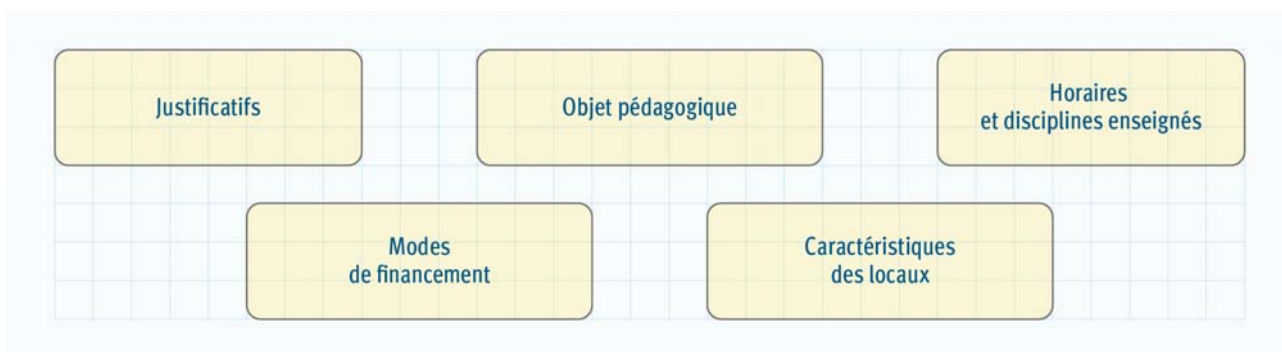 Justificatifs
Objet pédagogique
Horaires
et disciplines enseignés
Modes
de financement
Caractéristiques
des locaux